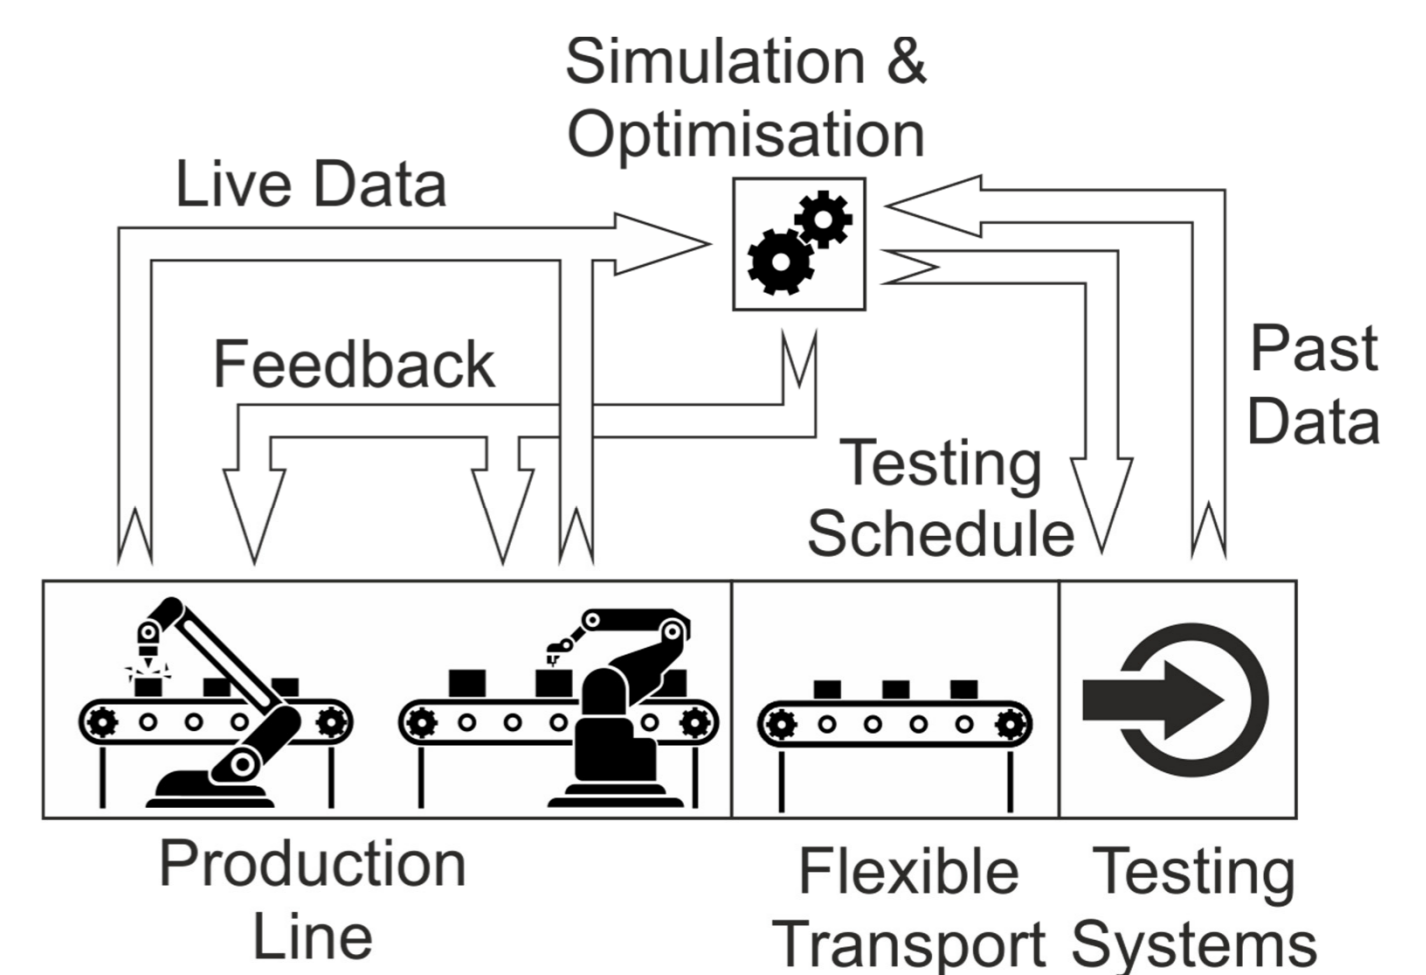 Simulation &
Optimisation
Live Data
Feedback
Past
Data
Testing
Schedule
Production
Line
Flexible
Transport
Testing
Systems